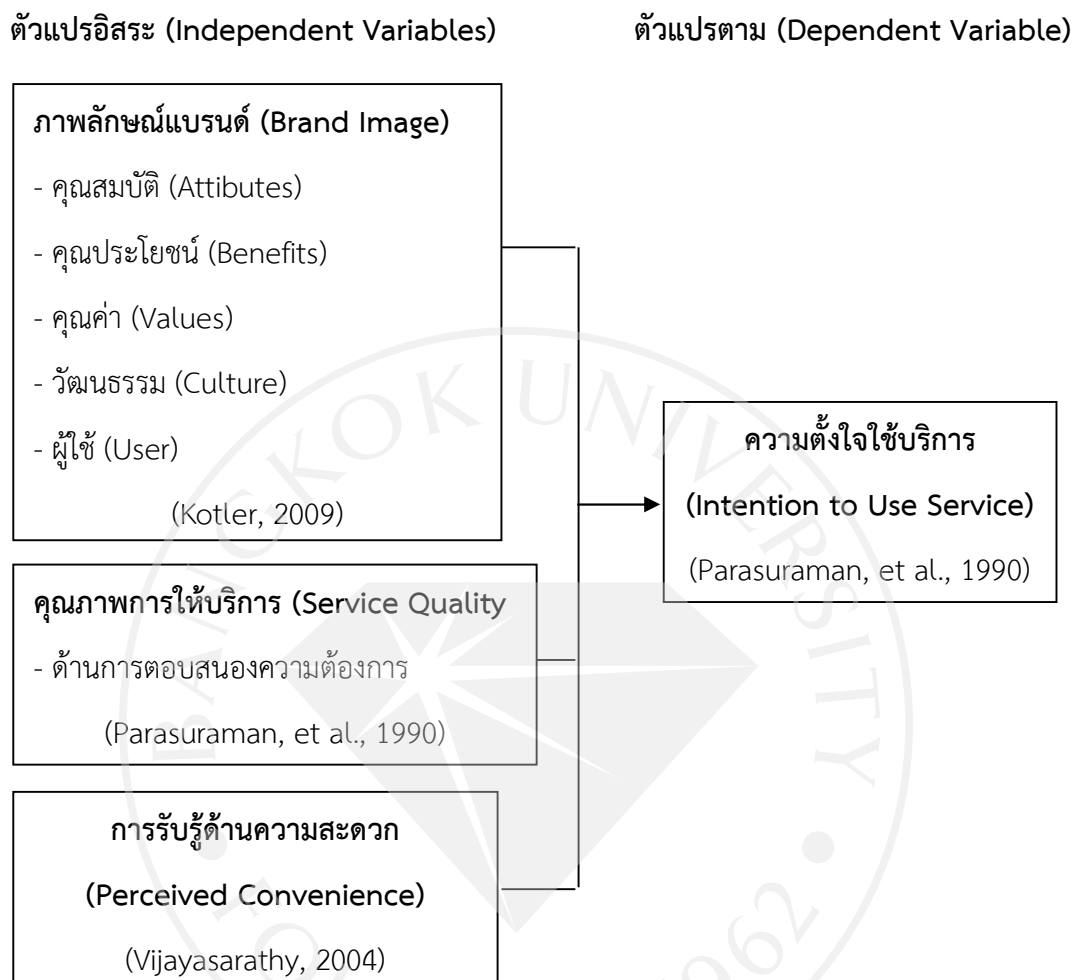 ตัวแปรอิสระ (Independent Variables)
ตัวแปรตาม (Dependent Variable)
ภาพลักษณ์แบรนด์ (Brand Image)
- คุณสมบัติ (Attibutes)
- คุณประโยชน์ (Benefits)
- คุณค่า (Values)
- วัฒนธรรม (Culture)
- ผู้ใช้ (User)
(Kotler, 2009)
คุณภาพการให้บริการ (Service Quality
- ด้านการตอบสนองความต้องการ
(Parasuraman, et al., 1990)
การรับรู้ด้านความสะดวก
(Perceived Convenience)
(Vijayasarathy, 2004)
ความตั้งใจใช้บริการ
(Intention to Use Service)
(Parasuraman, et al., 1990)
BANGKOK UNIVERSITY
1962